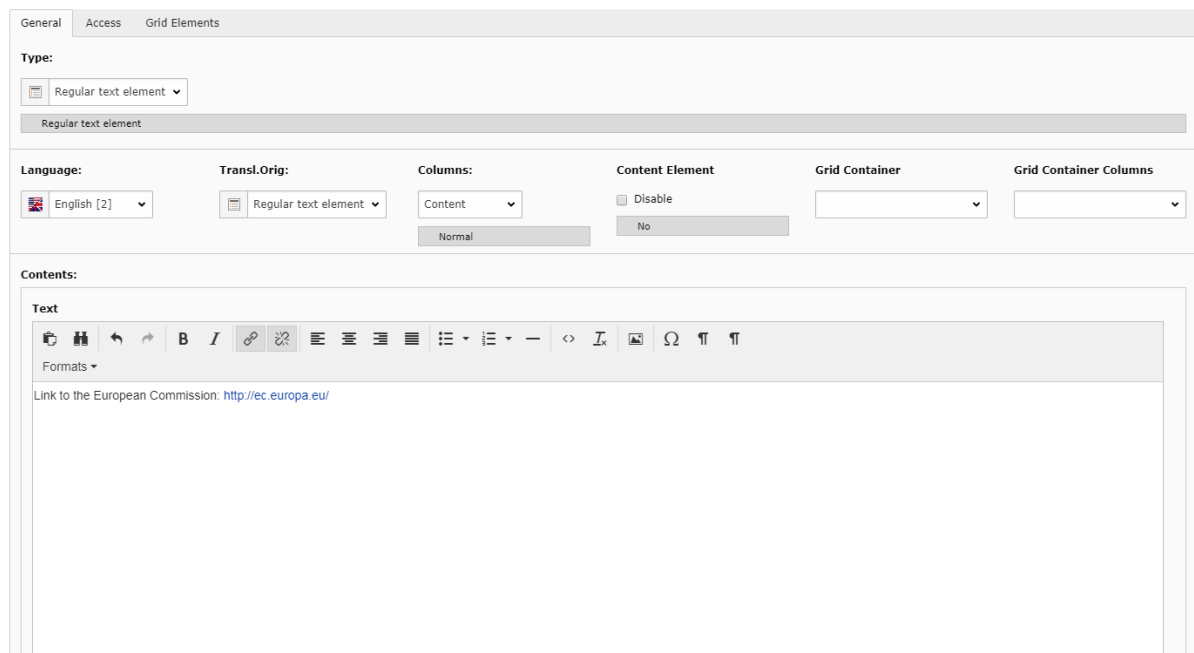 General Access Grid Elements
Type:
Regular text element
Regular text element
Language: Transl.Orig: Columns: Content Element Grid Container Grid Container Columns
English [2] Regular text element Content Disable
Normal No
Contents:
Text
B I
Formats
Link to the European Commission: http://ec.europa.eu/